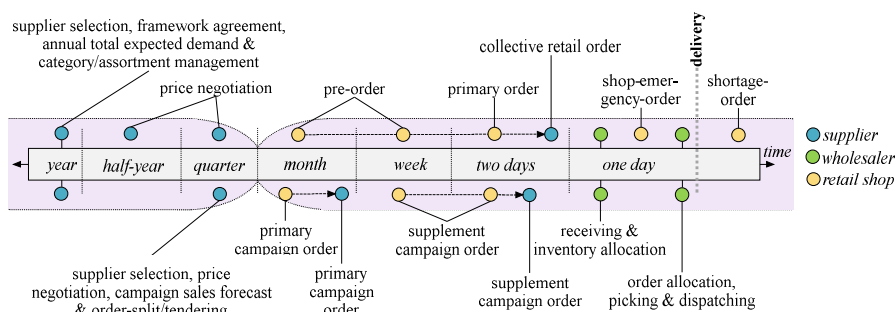 supplier selection, framework agreement,
annual total expected demand &
category/assortment management
price negotiation
pre-order
collective retail order
primary order
shop-emer-
gency-order
delivery
shortage-
order
supplier
wholesaler
retail shop
year
half-year
quarter
month
week
two days
one day
time
primary
campaign order
supplement
campaign order
receiving &
inventory allocation
supplier selection, price
negotiation, campaign sales forecast
& order-split/tendering
primary
campaign
order
supplement
campaign order
order allocation,
picking & dispatching